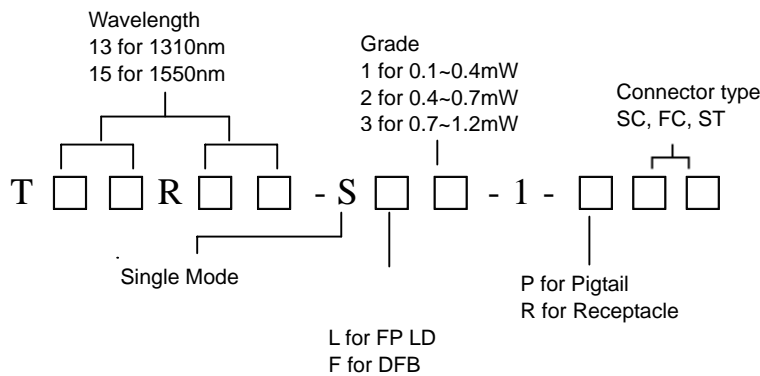 Wavelength
13 for 1310nm
15 for 1550nm
Grade
1 for 0.1~0.4mW
2 for 0.4~0.7mW
3 for 0.7~1.2mW
Connector type
SC, FC, ST
T □ □ R □ □ - S □ □ - 1 - □ □ □
Single Mode
P for Pigtail
R for Receptacle
L for FP LD
F for DFB